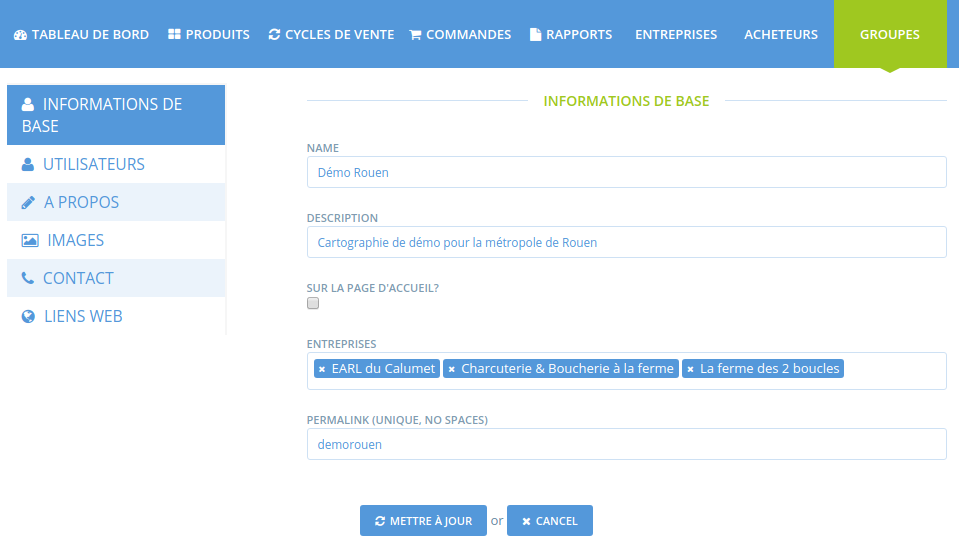 TABLEAU DE BORD PRODUITS CYCLES DE VENTE COMMANDES RAPPORTS ENTREPRISES ACHETEURS GROUPES
INFORMATIONS DE
BASE
UTILISATEURS
A PROPOS
IMAGES
CONTACT
LIENS WEB
INFORMATIONS DE BASE
NAME
Démo Rouen
DESCRIPTION
Cartographie de démo pour la métropole de Rouen
SUR LA PAGE D'ACCUEIL?
ENTREPRISES
× EARL du Calumet × Charcuterie & Boucherie à la ferme × La ferme des 2 boucles
PERMALINK (UNIQUE, NO SPACES)
demorouen
METTRE À JOUR or × CANCEL